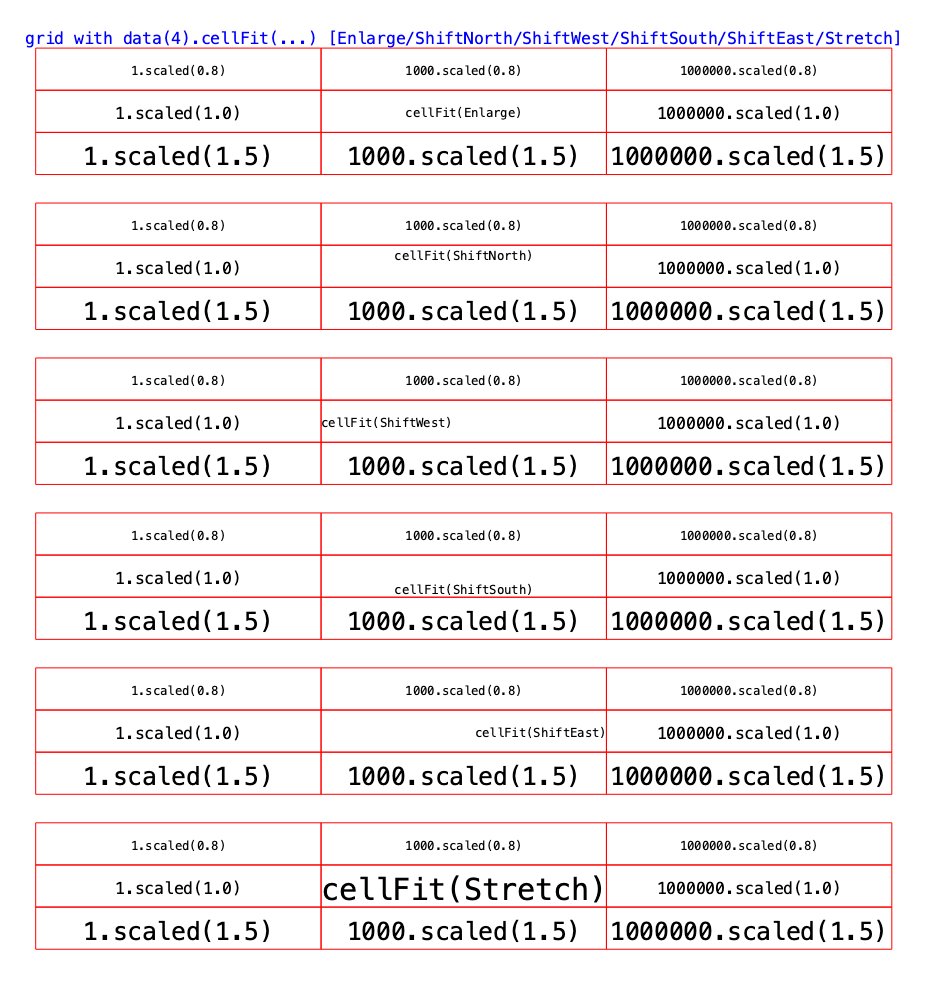 grid with data(4).cellFit(...) [Enlarge/ShiftNorth/ShiftWest/ShiftSouth/ShiftEast/Stretch]
1.scaled(0.8) 1000.scaled(0.8) 1000000.scaled(0.8)
1.scaled(1.0) cellFit(Enlarge) 1000000.scaled(1.0)
1.scaled(1.5) 1000.scaled(1.5) 1000000.scaled(1.5)
1.scaled(0.8) 1000.scaled(0.8) 1000000.scaled(0.8)
1.scaled(1.0) cellFit(ShiftNorth) 1000000.scaled(1.0)
1.scaled(1.5) 1000.scaled(1.5) 1000000.scaled(1.5)
1.scaled(0.8) 1000.scaled(0.8) 1000000.scaled(0.8)
1.scaled(1.0) cellFit(ShiftWest) 1000000.scaled(1.0)
1.scaled(1.5) 1000.scaled(1.5) 1000000.scaled(1.5)
1.scaled(0.8) 1000.scaled(0.8) 1000000.scaled(0.8)
1.scaled(1.0) cellFit(ShiftSouth) 1000000.scaled(1.0)
1.scaled(1.5) 1000.scaled(1.5) 1000000.scaled(1.5)
1.scaled(0.8) 1000.scaled(0.8) 1000000.scaled(0.8)
1.scaled(1.0) cellFit(ShiftEast) 1000000.scaled(1.0)
1.scaled(1.5) 1000.scaled(1.5) 1000000.scaled(1.5)
1.scaled(0.8) 1000.scaled(0.8) 1000000.scaled(0.8)
1.scaled(1.0) cellFit(Stretch) 1000000.scaled(1.0)
1.scaled(1.5) 1000.scaled(1.5) 1000000.scaled(1.5)